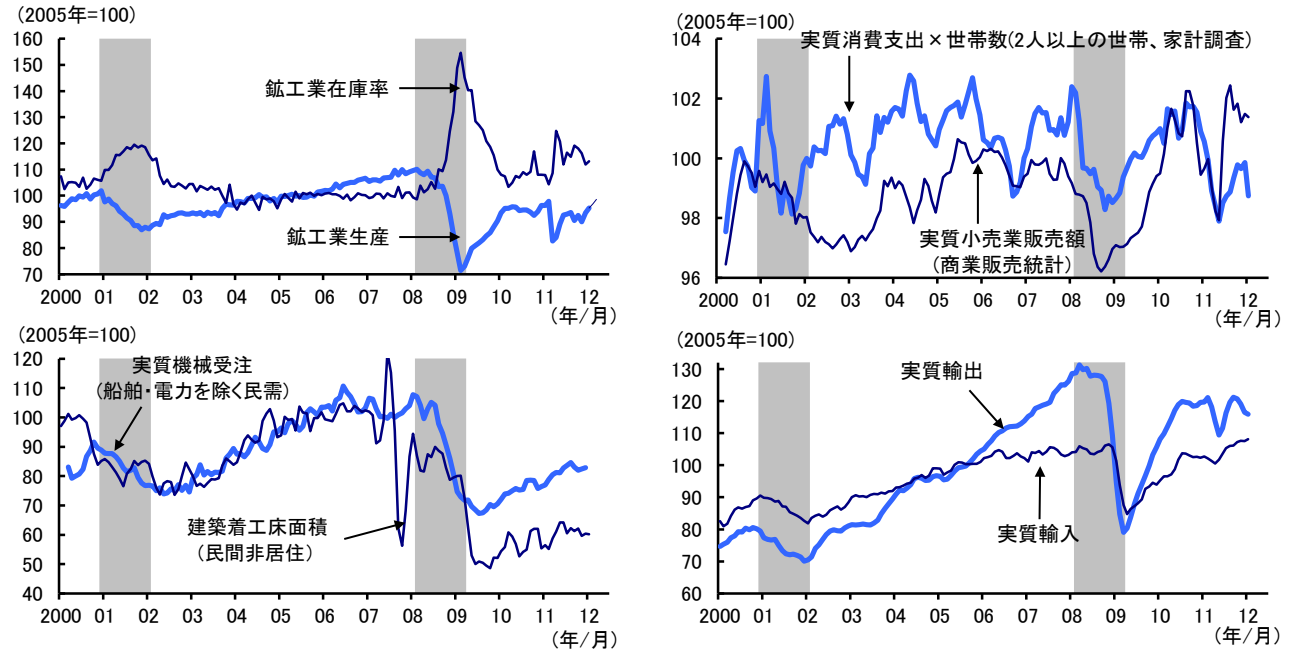 (2005年=100)
160
150
140
130
120
110
100
90
80
70
鉱工業在庫率
鉱工業生産
2000 01 02 03 04 05 06 07 08 09 10 11 12
(年/月)
(2005年=100)
104
102
100
98
96
実質消費支出×世帯数(2人以上の世帯、家計調査)
実質小売業販売額
(商業販売統計)
2000 01 02 03 04 05 06 07 08 09 10 11 12
(年/月)
(2005年=100)
120
110
100
90
80
70
60
50
40
実質機械受注
(船舶・電力を除く民需)
建築着工床面積
(民間非居住)
2000 01 02 03 04 05 06 07 08 09 10 11 12
(年/月)
(2005年=100)
130
120
110
100
90
80
70
60
実質輸出
実質輸入
2000 01 02 03 04 05 06 07 08 09 10 11 12
(年/月)